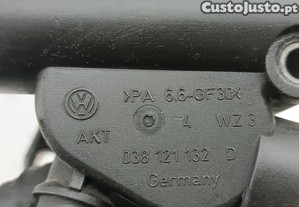 CustoJusto.pt
>PA 6.6-GF30<
4 WZ 3
AKT
038 121 132 D
Germany